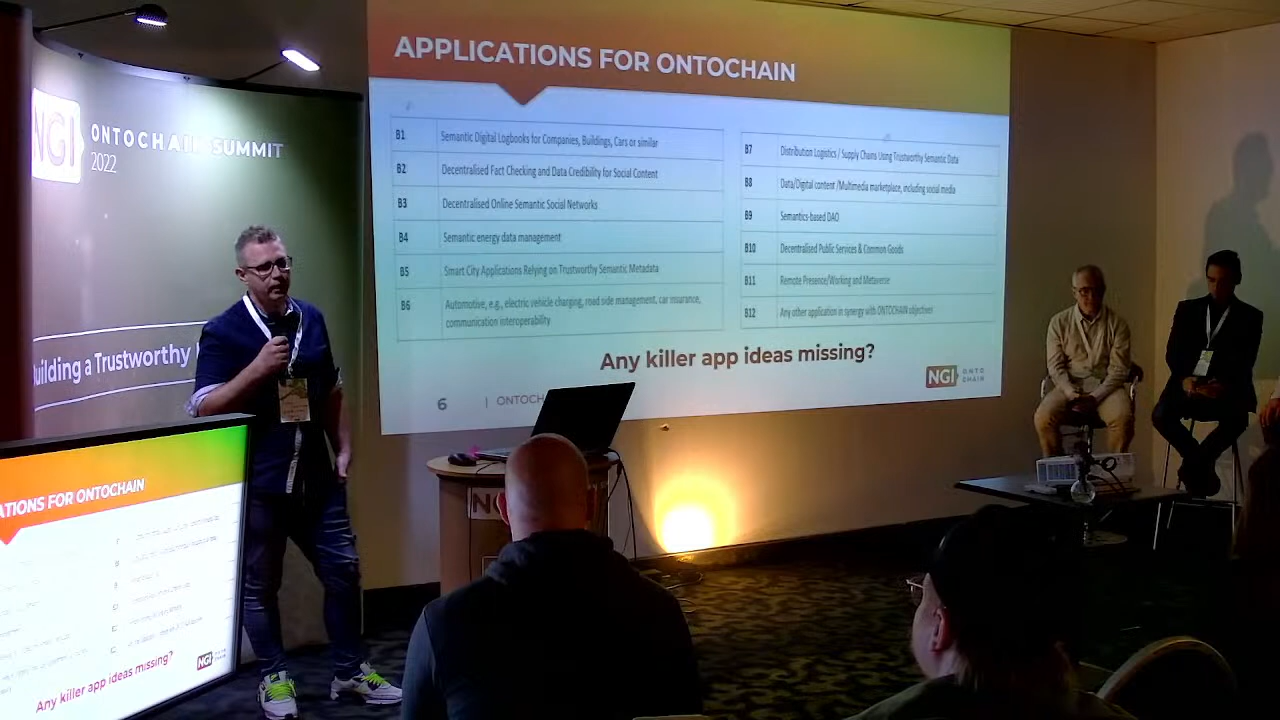 NGI
ONTOCHAIN SUMMIT
2022
uilding a Trustworthy
APPLICATIONS FOR ONTOCHAIN
B1 Semantic Digital Logbooks for Companies, Buildings, Cars or similar
B2 Decentralised Fact Checking and Data Credibility for Social Content
B3 Decentralised Online Semantic Social Networks
B4 Semantic energy data management
B5 Smart City Applications Relying on Trustworthy Semantic Metadata
B6 Automotive, e.g., electric vehicle charging, road side management, car insurance,
communication interoperability
B7 Distribution Logistics / Supply Chains Using Trustworthy Semantic Data
B8 Data/Digital content /Multimedia marketplace, including social media
B9 Semantics-based DAO
B10 Decentralised Public Services & Common Goods
B11 Remote Presence/Working and Metaverse
B12 Any other application in synergy with ONTOCHAIN objectives
Any killer app ideas missing?
NGI ONTO
CHAIN
6 | ONTOCH
NG
ATIONS FOR ONTOCHAIN
Any killer app ideas missing?
NGI